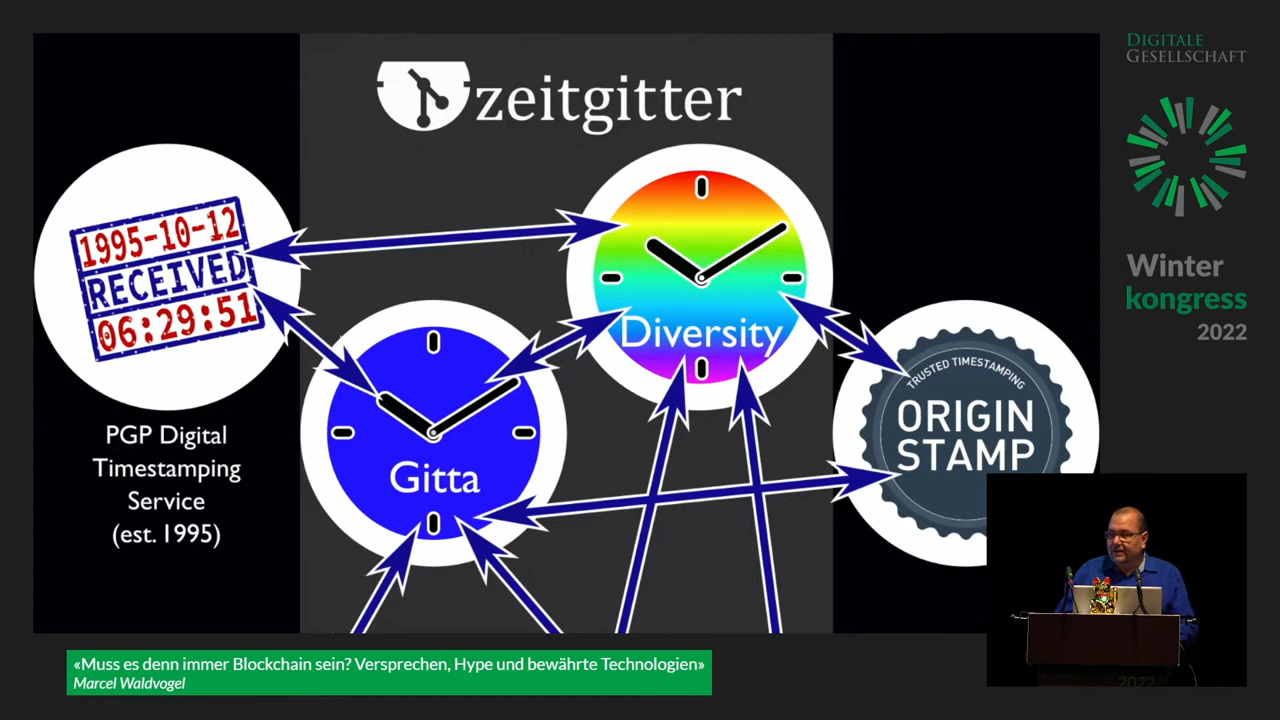 zeitgitter
1995-10-12
RECEIVED
06:29:51
PGP Digital
Timestamping
Service
(est. 1995)
Gitta
Diversity
TRUSTED TIMESTAMPING
ORIGIN
STAMP
DIGITALE
GESELLSCHAFT
Winter
kongress
2022
2022
«Muss es denn immer Blockchain sein? Versprechen, Hype und bewährte Technologien»
Marcel Waldvogel